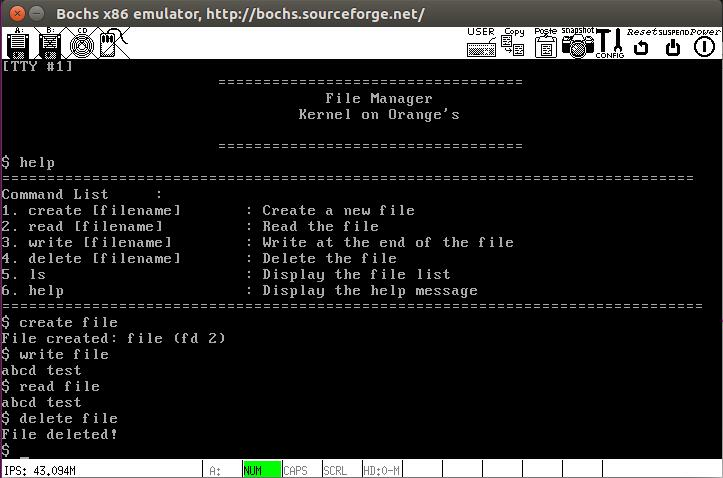 Bochs x86 emulator, http://bochs.sourceforge.net/
A: B: CD USER Copy Paste Snapshot CONFIG Reset SUSPEND Power
[TTY #1]
==================================
File Manager
Kernel on Orange's
==================================
$ help
=============================================================================
Command List     :
1. create [filename]       : Create a new file
2. read [filename]         : Read the file
3. write [filename]        : Write at the end of the file
4. delete [filename]       : Delete the file
5. ls                      : Display the file list
6. help                    : Display the help message
==============================================================================
$ create file
File created: file (fd 2)
$ write file
abcd test
$ read file
abcd test
$ delete file
File deleted!
$ _
IPS: 43.094M A: NUM CAPS SCRL HD:0-M